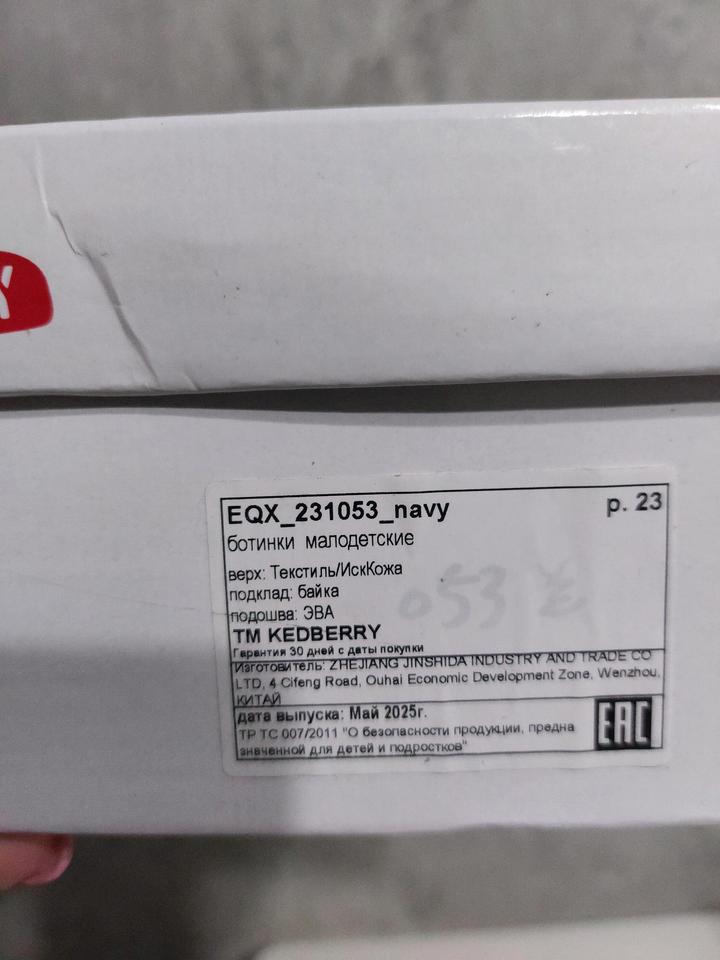 Y
EQX_231053_navy р. 23
ботинки малодетские
верх: Текстиль/ИскКожа
подклад: байка
подошва: ЭВА
053
ТМ KEDBERRY
Гарантия 30 дней с даты покупки
Изготовитель: ZHEJIANG JINSHIDA INDUSTRY AND TRADE CO
LTD, 4 Cifeng Road, Ouhai Economic Development Zone, Wenzhou,
КИТАЙ
дата выпуска: Май 2025г.
ТР ТС 007/2011 "О безопасности продукции, предна
значенной для детей и подростков"
EAC